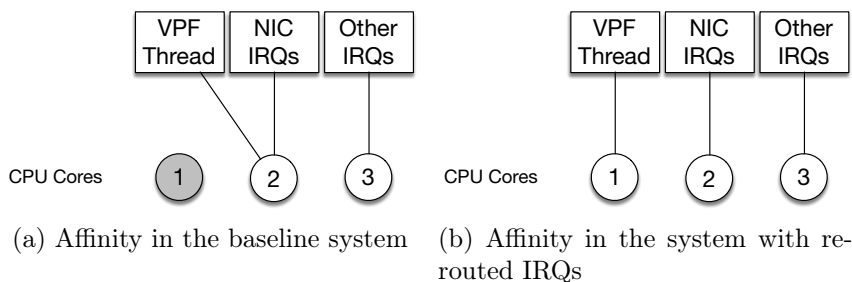 VPF Thread
NIC IRQs
Other IRQs
CPU Cores
1
2
3
(a) Affinity in the baseline system
VPF Thread
NIC IRQs
Other IRQs
CPU Cores
1
2
3
(b) Affinity in the system with re-
routed IRQs